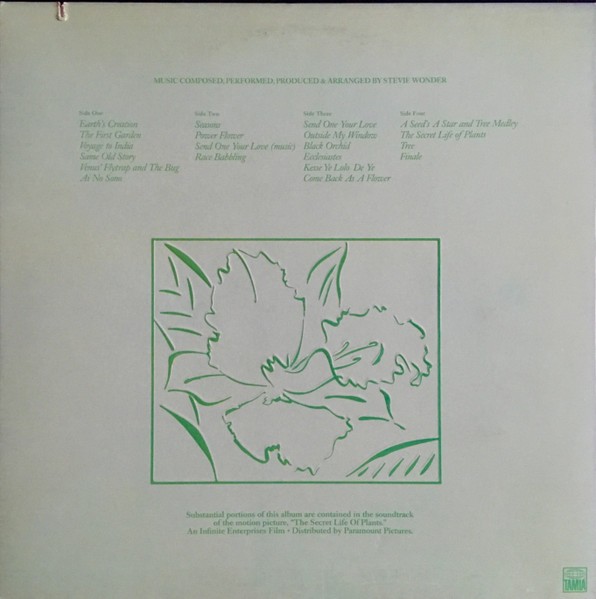 MUSIC COMPOSED, PERFORMED, PRODUCED & ARRANGED BY STEVIE WONDER
Side One
Earth's Creation
The First Garden
Voyage to India
Same Old Story
Venus' Flytrap and The Bug
Ai No Sono
Side Two
Seasons
Power Flower
Send One Your Love (music)
Race Babbling
Side Three
Send One Your Love
Outside My Window
Black Orchid
Ecclesiastes
Kesse Ye Lolo De Ye
Come Back As A Flower
Side Four
A Seed's A Star and Tree Medley
The Secret Life of Plants
Tree
Finale
Substantial portions of this album are contained in the soundtrack
of the motion picture, "The Secret Life Of Plants."
An Infinite Enterprises Film • Distributed by Paramount Pictures.
TAMLA